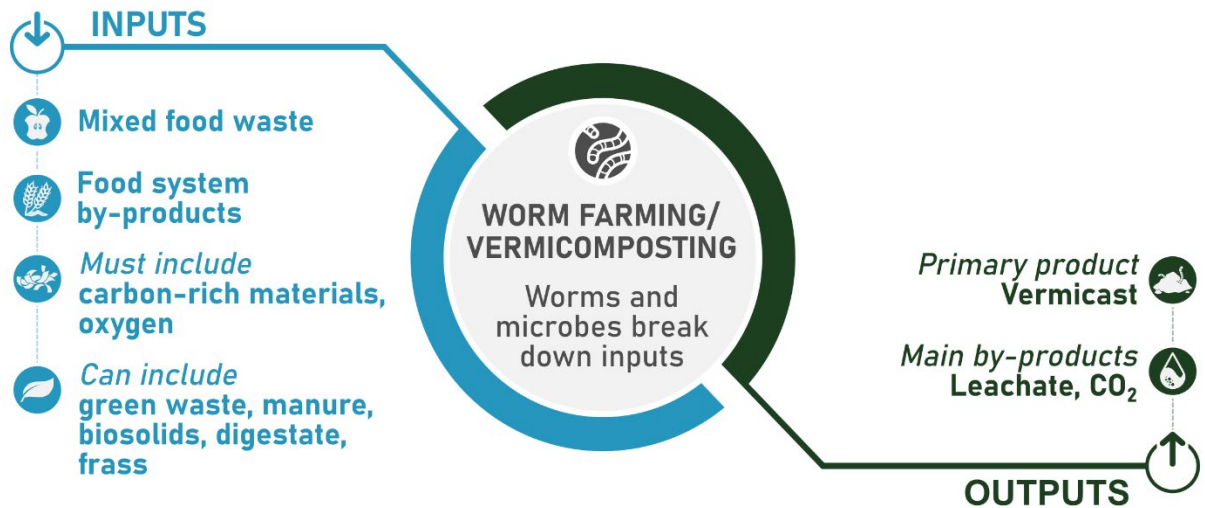 INPUTS
Mixed food waste
Food system
by-products
Must include
carbon-rich materials,
oxygen
Can include
green waste, manure,
biosolids, digestate,
frass
WORM FARMING/
VERMICOMPOSTING
Worms and
microbes break
down inputs
Primary product
Vermicast
Main by-products
Leachate, CO₂
OUTPUTS